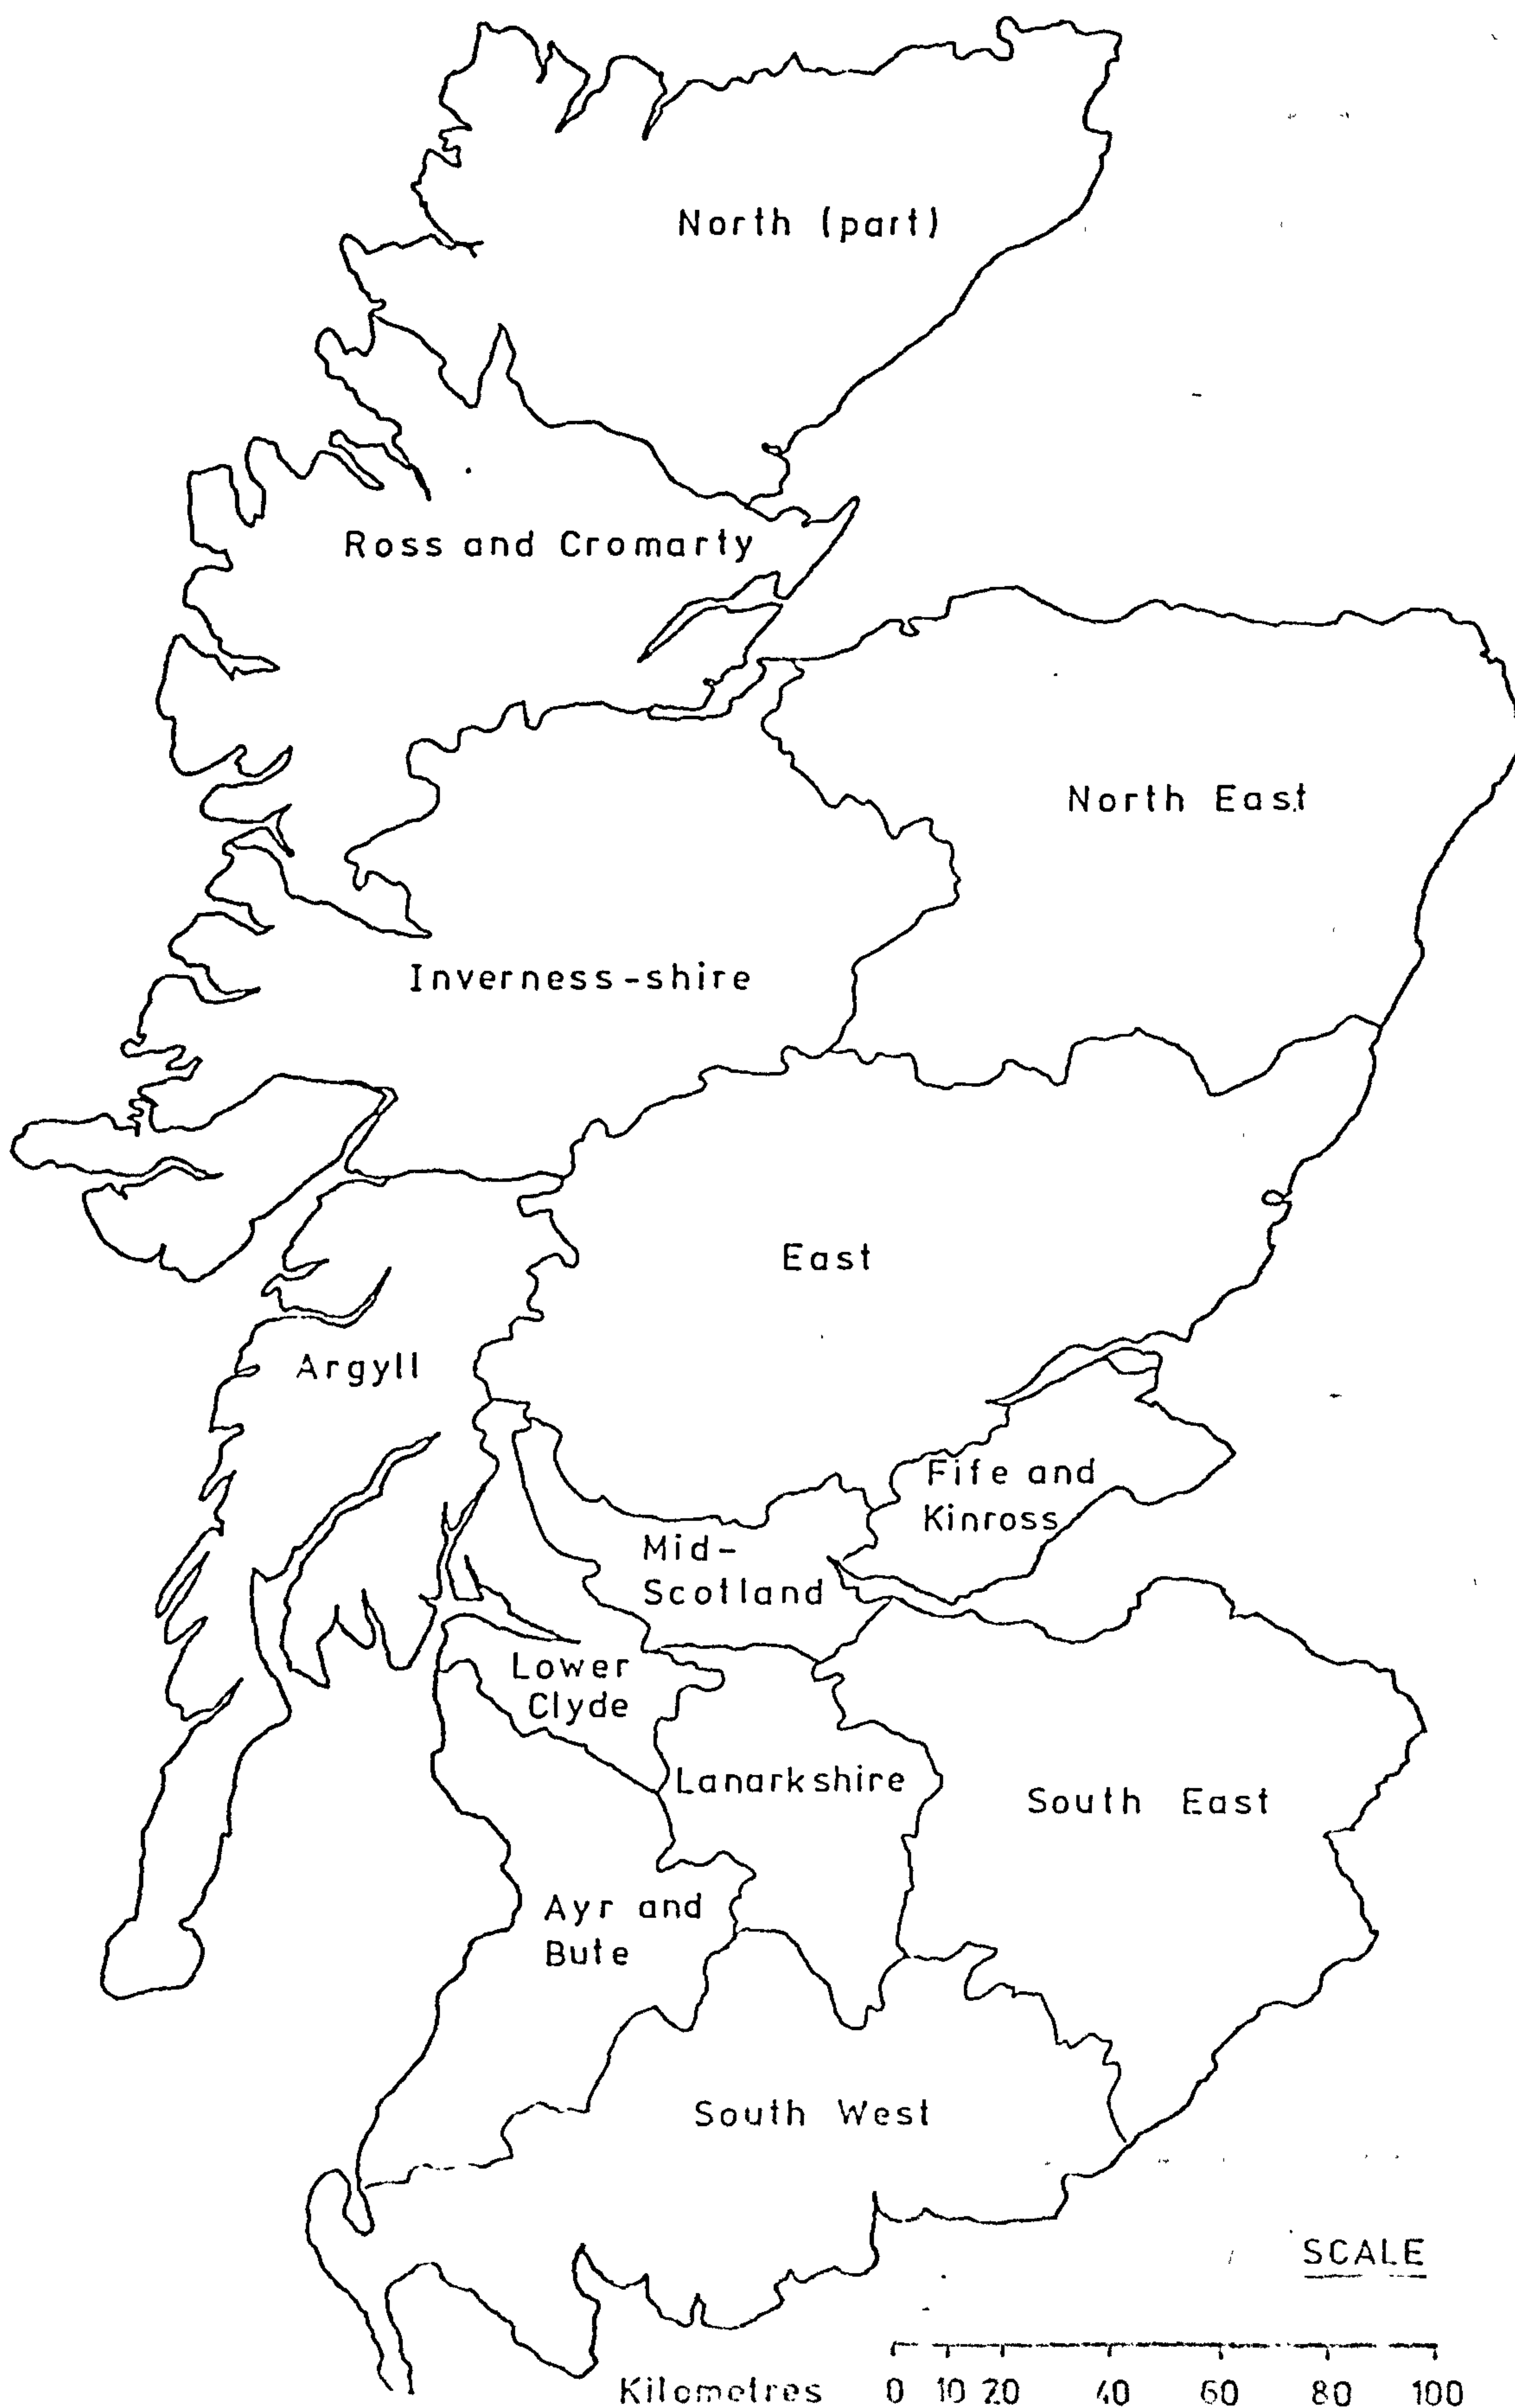 North (part)
Ross and Cromarty
North East
Inverness-shire
East
Argyll
Fife and
Kinross
Mid-
Scotland
Lower
Clyde
Lanarkshire
South East
Ayr and
Bute
South West
SCALE
Kilometres 0 10 20 40 60 80 100